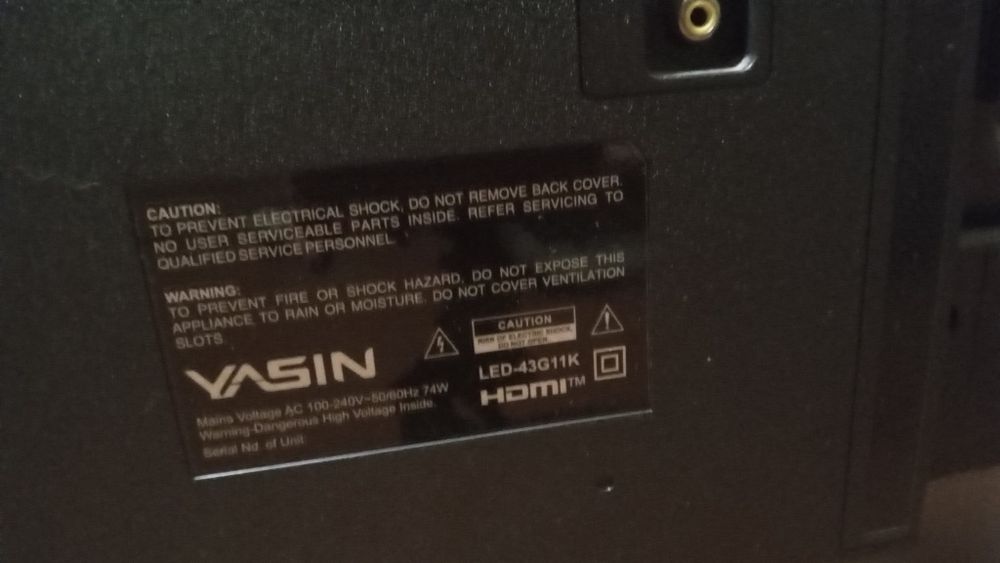 CAUTION:
TO PREVENT ELECTRICAL SHOCK, DO NOT REMOVE BACK COVER.
NO USER SERVICEABLE PARTS INSIDE. REFER SERVICING TO
QUALIFIED SERVICE PERSONNEL.
WARNING:
TO PREVENT FIRE OR SHOCK HAZARD, DO NOT EXPOSE THIS
APPLIANCE TO RAIN OR MOISTURE. DO NOT COVER VENTILATION
SLOTS.
CAUTION
RISK OF ELECTRIC SHOCK,
DO NOT OPEN.
YASIN
LED-43G11K
HDMI™
Mains Voltage AC 100-240V~50/60Hz 74W
Warning-Dangerous High Voltage Inside.
Serial No. of Unit: